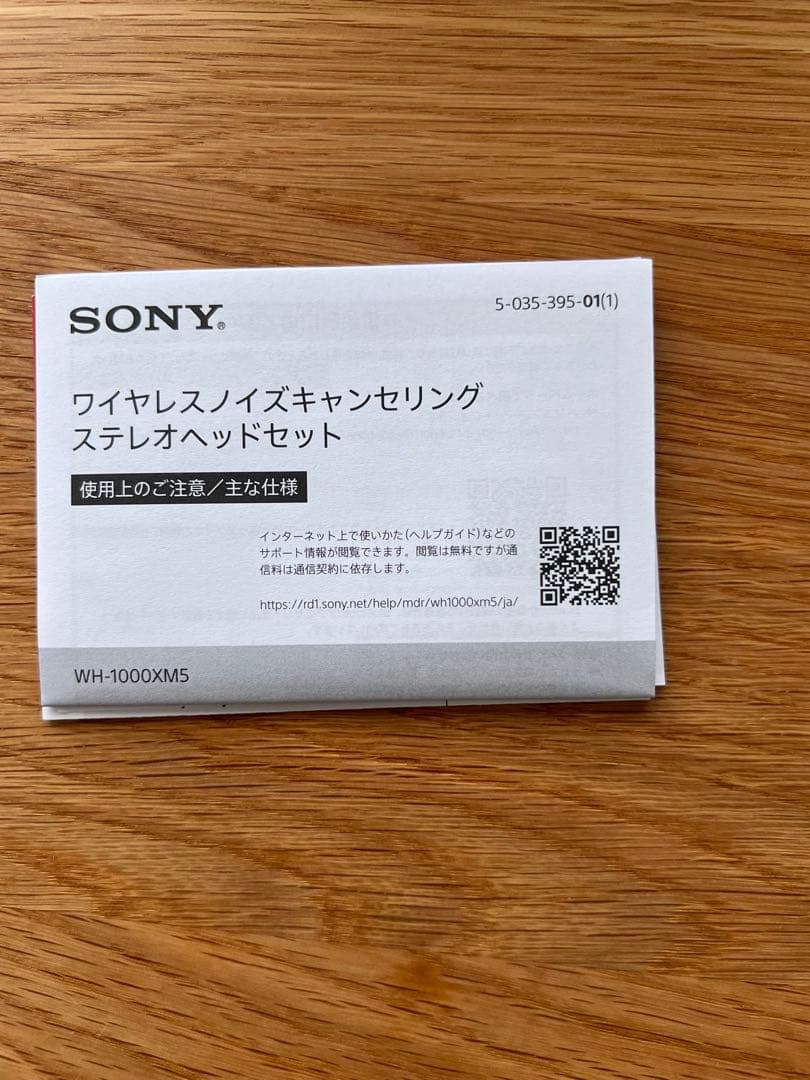 SONY®
5-035-395-01(1)
ワイヤレスノイズキャンセリング
ステレオヘッドセット
使用上のご注意／主な仕様
インターネット上で使いかた（ヘルプガイド）などの
サポート情報が閲覧できます。閲覧は無料ですが通
信料は通信契約に依存します。
https://rd1.sony.net/help/mdr/wh1000xm5/ja/
WH-1000XM5